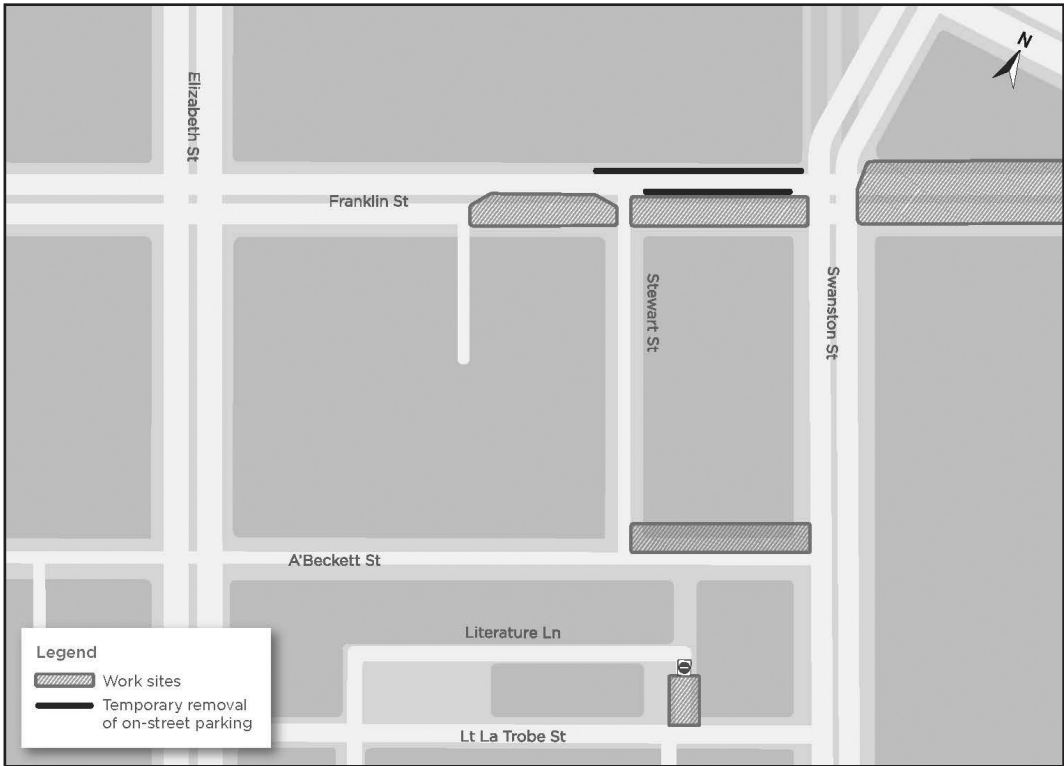 N
Elizabeth St
Franklin St
Stewart St
Swanston St
A'Beckett St
Literature Ln
Legend
Work sites
Temporary removal
of on-street parking
Lt La Trobe St